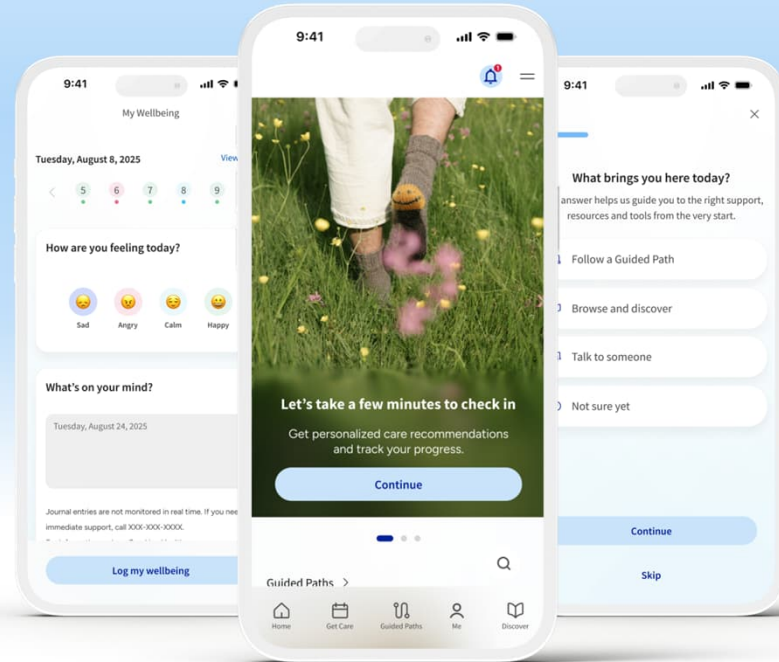 9:41
My Wellbeing
Tuesday, August 8, 2025
View
5 6 7 8 9
How are you feeling today?
Sad Angry Calm Happy
What's on your mind?
Tuesday, August 24, 2025
Journal entries are not monitored in real time. If you nee
immediate support, call XXX-XXX-XXXX.
Log my wellbeing
9:41
1
Let's take a few minutes to check in
Get personalized care recommendations
and track your progress.
Continue
Guided Paths
Home Get Care Guided Paths Me Discover
9:41
What brings you here today?
answer helps us guide you to the right support,
resources and tools from the very start.
Follow a Guided Path
Browse and discover
Talk to someone
Not sure yet
Continue
Skip